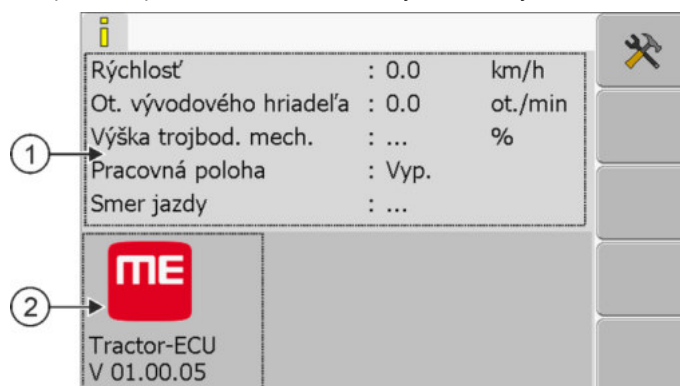 Rýchlosť : 0.0 km/h
Ot. vývodového hriadeľa : 0.0 ot./min
Výška trojbod. mech. : ... %
1
Pracovná poloha : Vyp.
Smer jazdy : ...
ME
2
Tractor-ECU
V 01.00.05